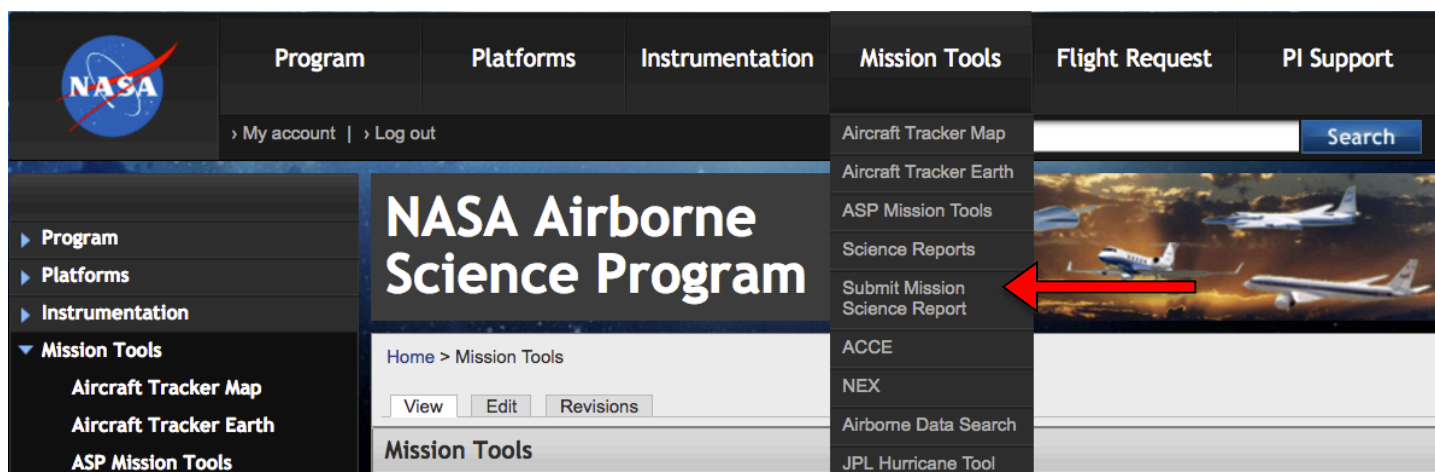 NASA
Program
Platforms
Instrumentation
Mission Tools
Flight Request
PI Support
› My account | › Log out
Search
Aircraft Tracker Map
Aircraft Tracker Earth
ASP Mission Tools
Science Reports
Submit Mission
Science Report
ACCE
NEX
Airborne Data Search
JPL Hurricane Tool
Program
Platforms
Instrumentation
Mission Tools
Aircraft Tracker Map
Aircraft Tracker Earth
ASP Mission Tools
NASA Airborne
Science Program
Home > Mission Tools
View
Edit
Revisions
Mission Tools